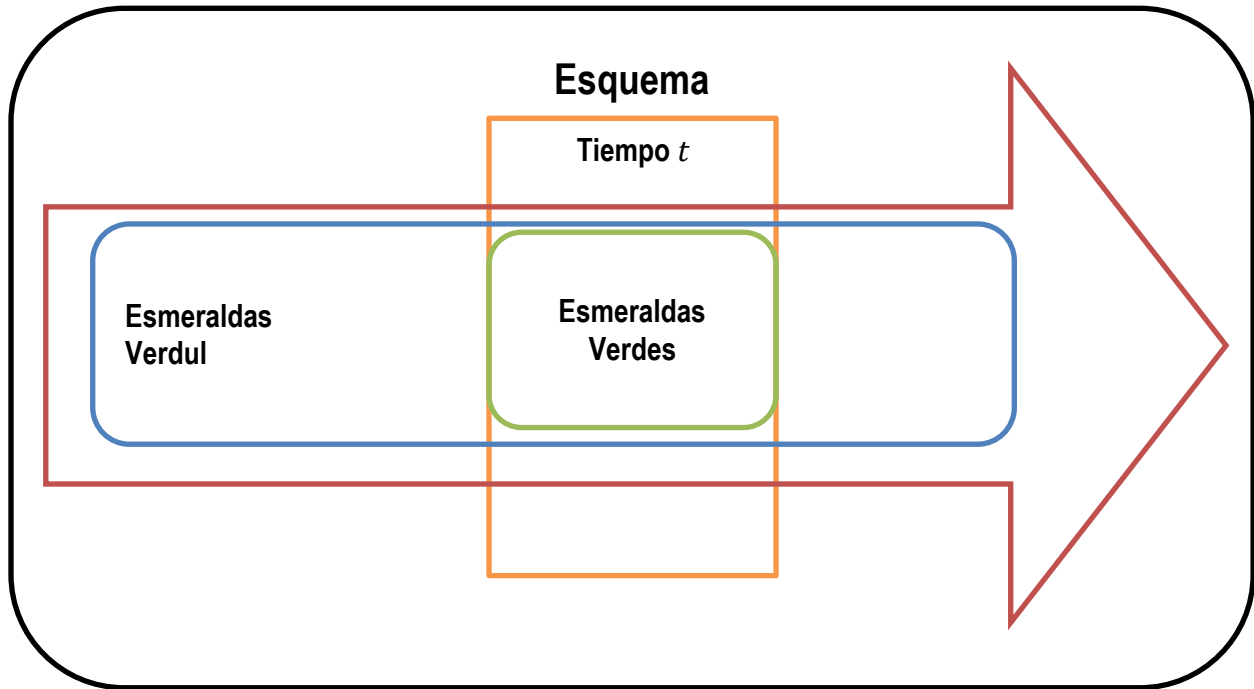 Esquema
Tiempo t
Esmeraldas
Verdul
Esmeraldas
Verdes